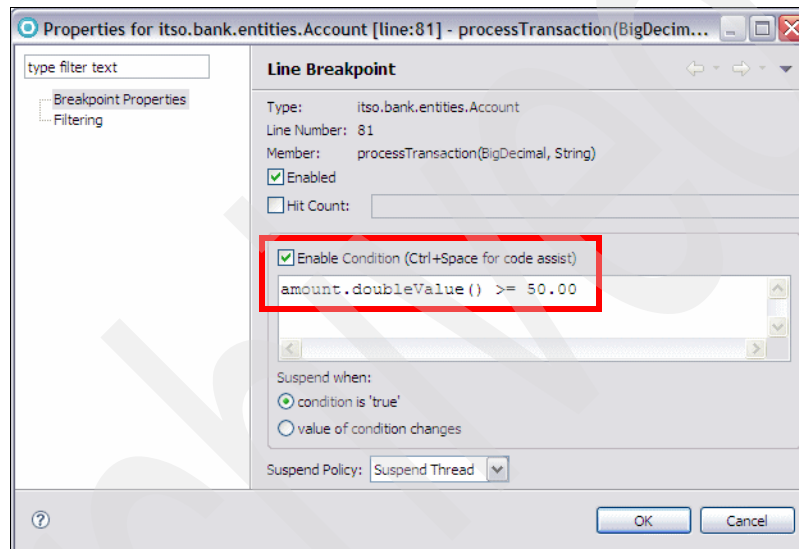 Properties for itso.bank.entities.Account [line:81] - processTransaction(BigDecim...
type filter text
Breakpoint Properties
Filtering
Line Breakpoint
Type: itso.bank.entities.Account
Line Number: 81
Member: processTransaction(BigDecimal, String)
Enabled
Hit Count:
Enable Condition (Ctrl+Space for code assist)
amount.doubleValue() >= 50.00
Suspend when:
condition is 'true'
value of condition changes
Suspend Policy: Suspend Thread
?
OK
Cancel